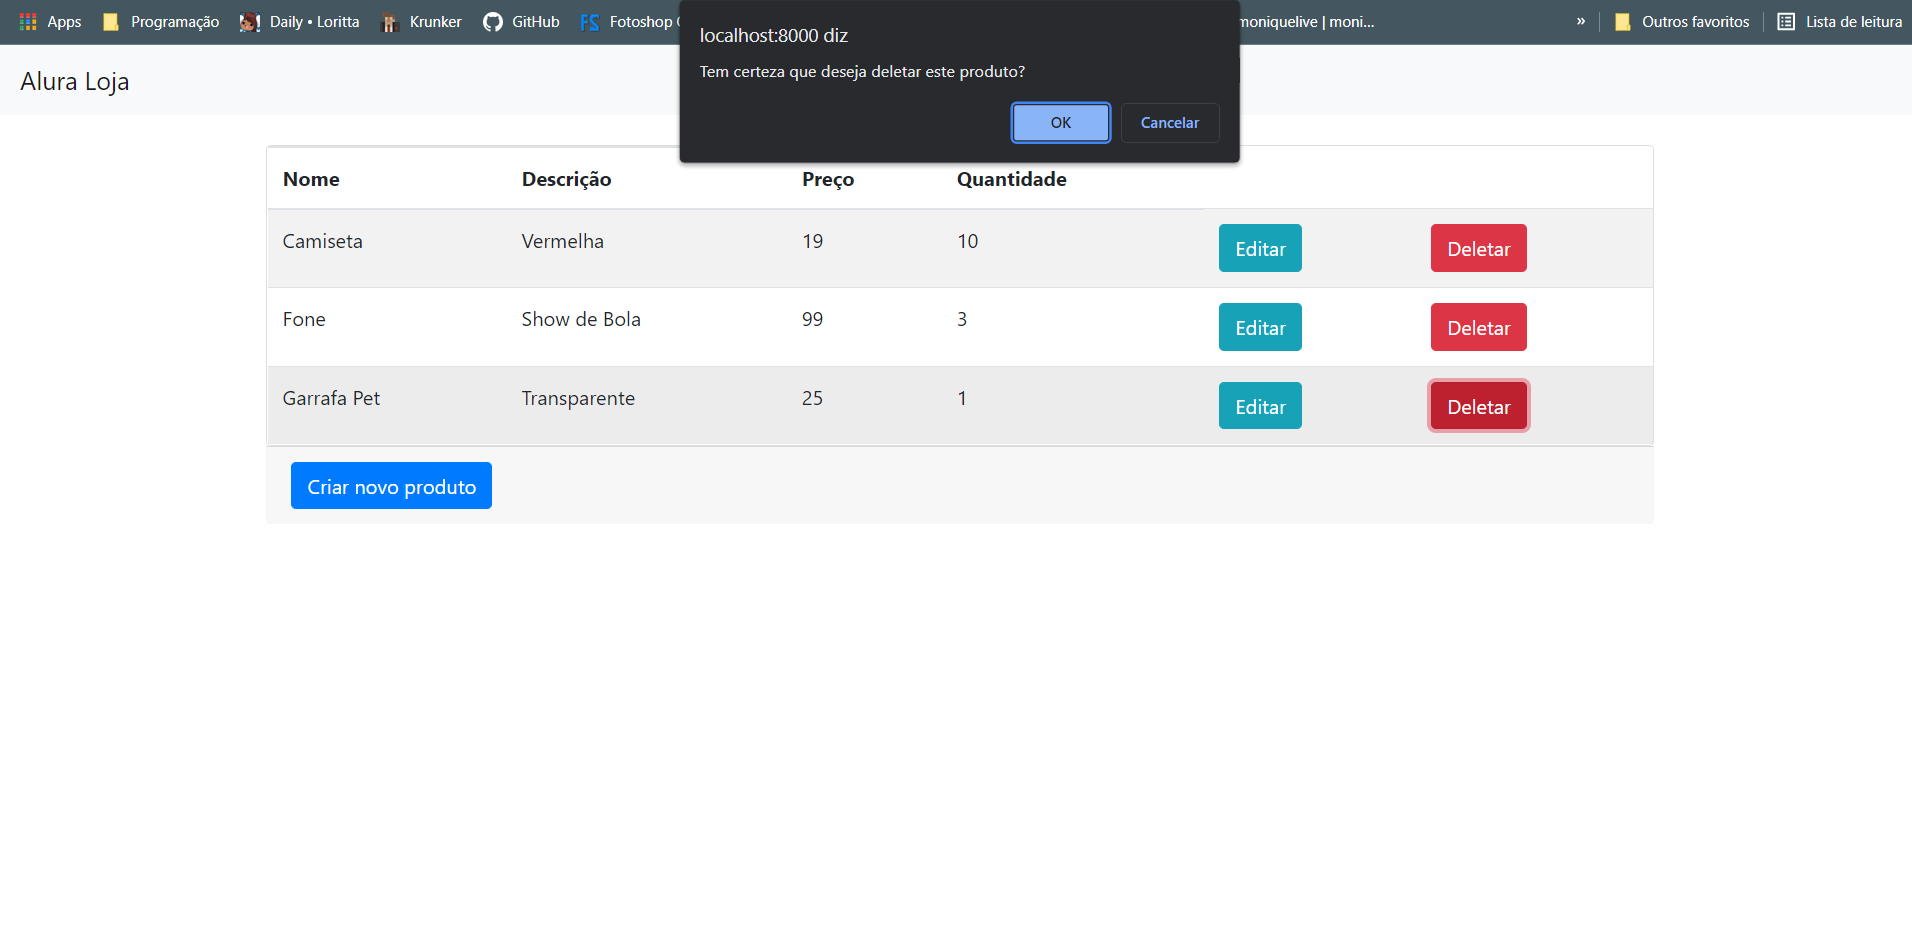 Apps Programação Daily • Loritta Krunker GitHub Fotoshop moniquelive | moni... » Outros favoritos Lista de leitura
localhost:8000 diz
Tem certeza que deseja deletar este produto?
OK Cancelar
Alura Loja
Nome Descrição Preço Quantidade
Camiseta Vermelha 19 10 Editar Deletar
Fone Show de Bola 99 3 Editar Deletar
Garrafa Pet Transparente 25 1 Editar Deletar
Criar novo produto